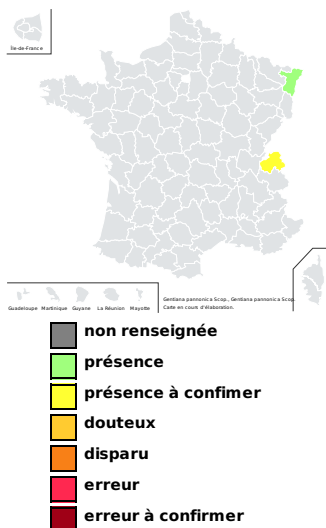 Île-de-France
Gentiana pannonica Scop., Gentiana pannonica Scop.
Carte en cours d'élaboration.
Guadeloupe Martinique Guyane La Réunion Mayotte
non renseignée
présence
présence à confimer
douteux
disparu
erreur
erreur à confirmer